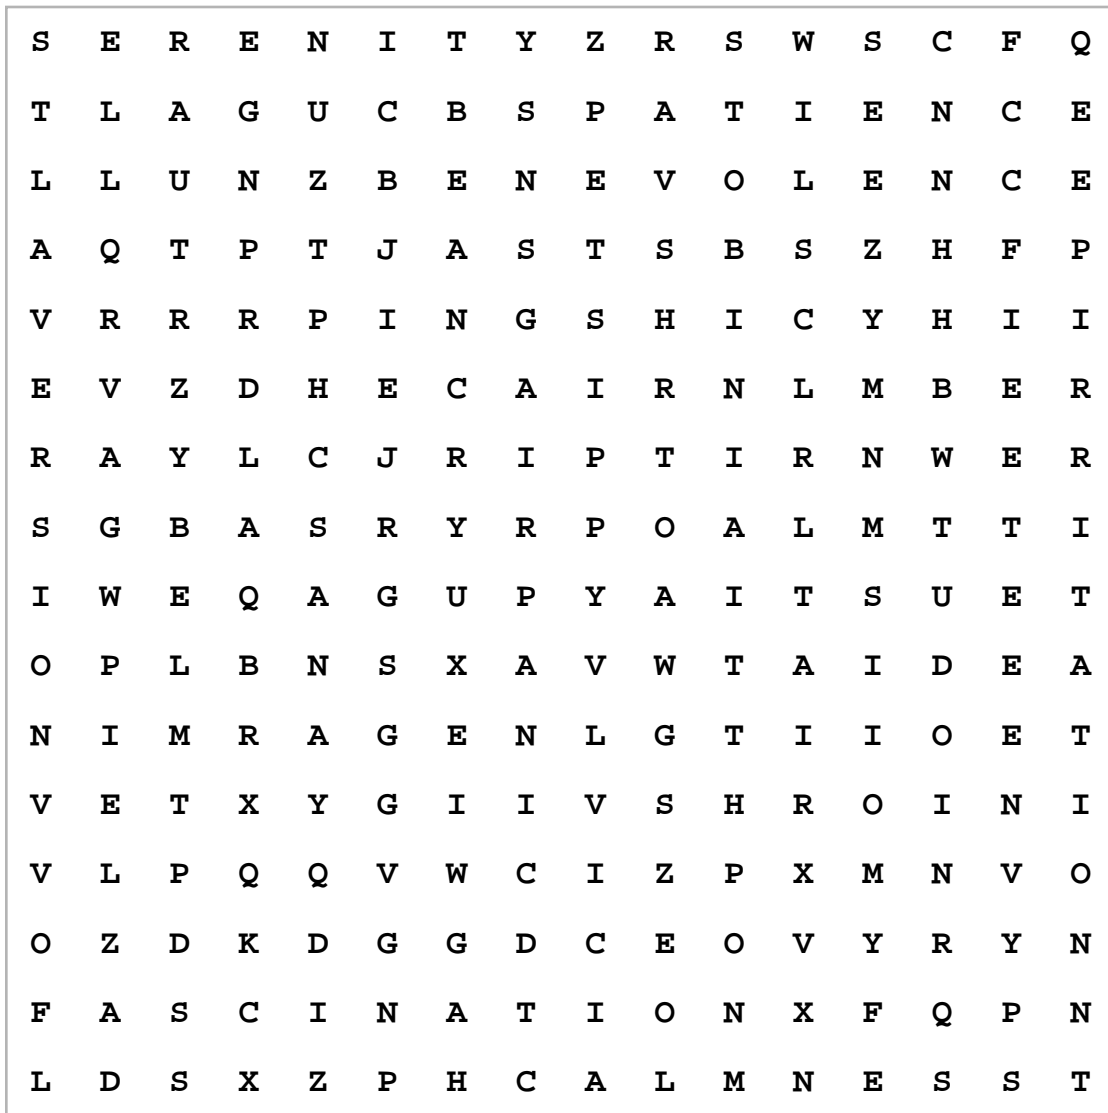 S E R E N I T Y Z R S W S C F Q
T L A G U C B S P A T I E N C E
L L U N Z B E N E V O L E N C E
A Q T P T J A S T S B S Z H F P
V R R R P I N G S H I C Y H I I
E V Z D H E C A I R N L M B E R
R A Y L C J R I P T I R N W E R
S G B A S R Y R P O A L M T T I
I W E Q A G U P Y A I T S U E T
O P L B N S X A V W T A I D E A
N I M R A G E N L G T I I O E T
V E T X Y G I I V S H R O I N I
V L P Q Q V W C I Z P X M N V O
O Z D K D G G D C E O V Y R Y N
F A S C I N A T I O N X F Q P N
L D S X Z P H C A L M N E S S T